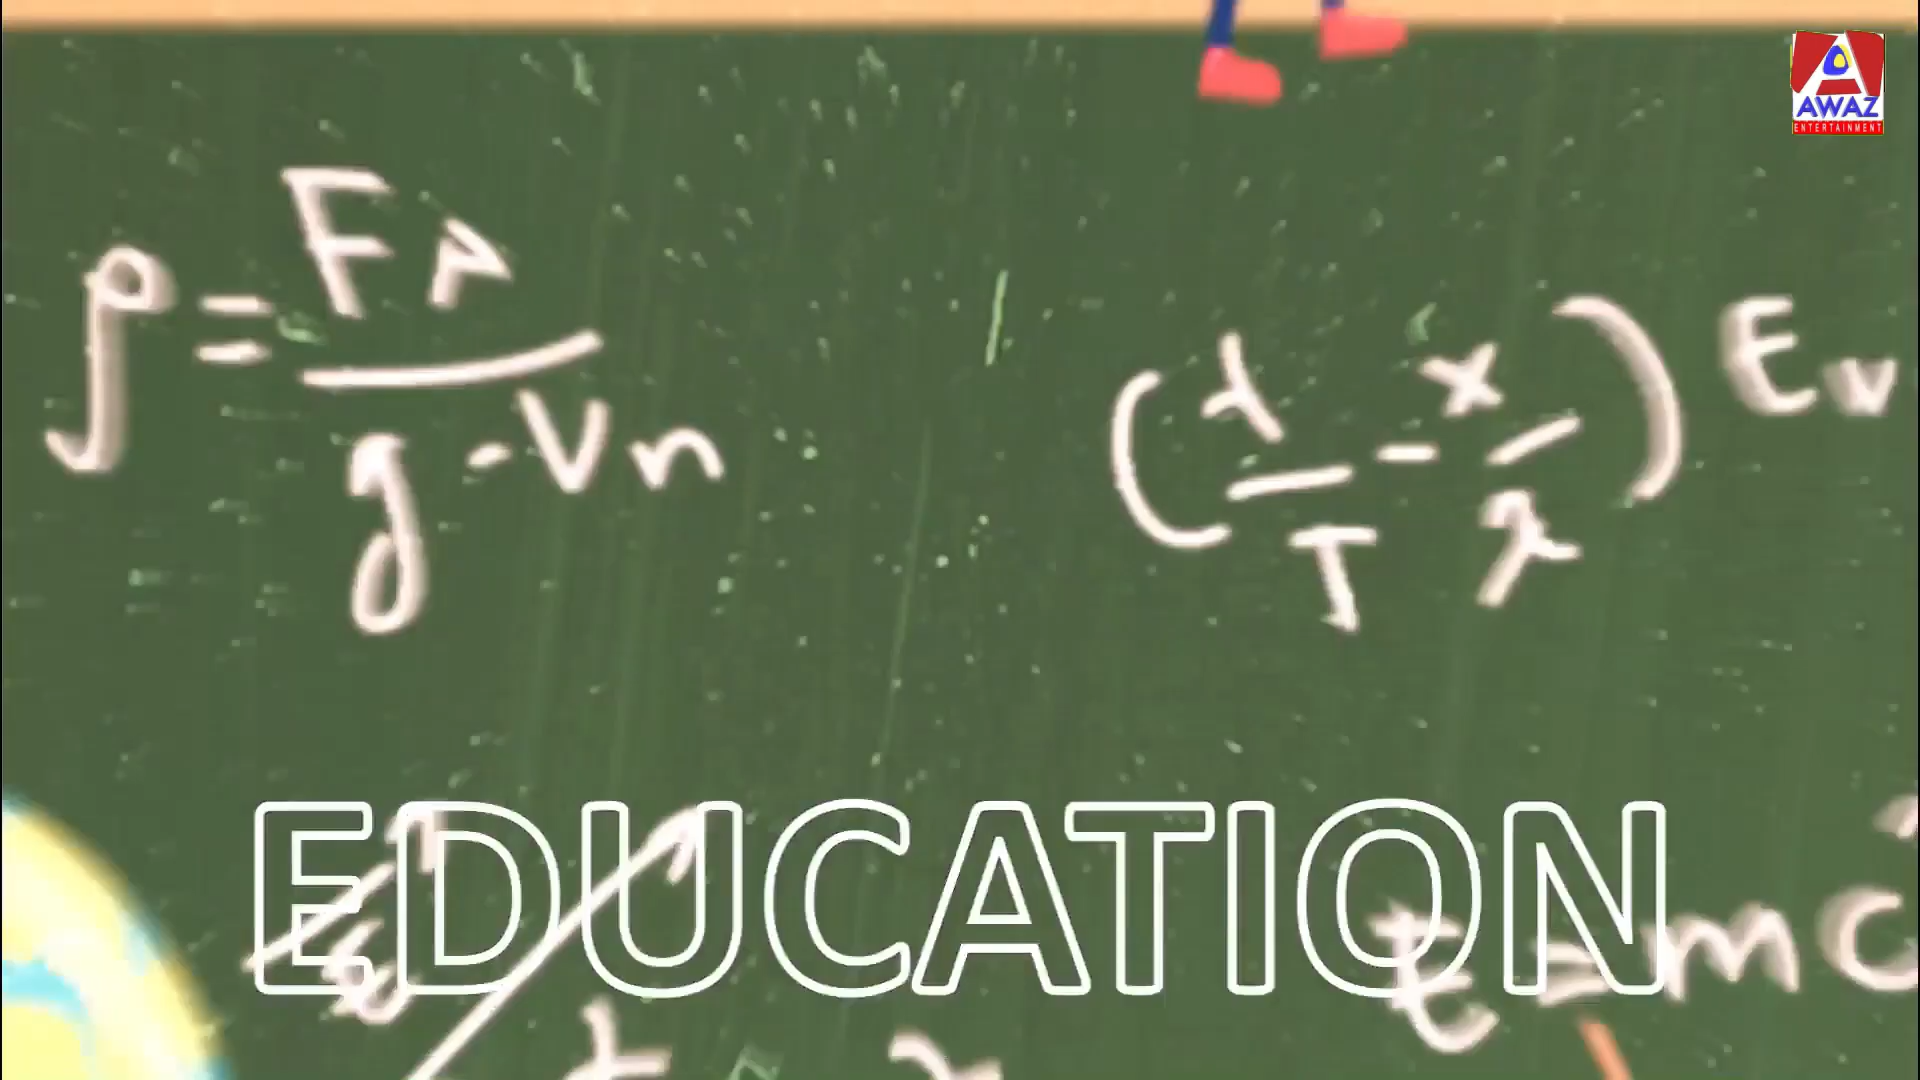 AWAZ
ENTERTAINMENT
ρ = FA / g · Vn
(t/T - x/λ) Ev
EDUCATION
E = mc